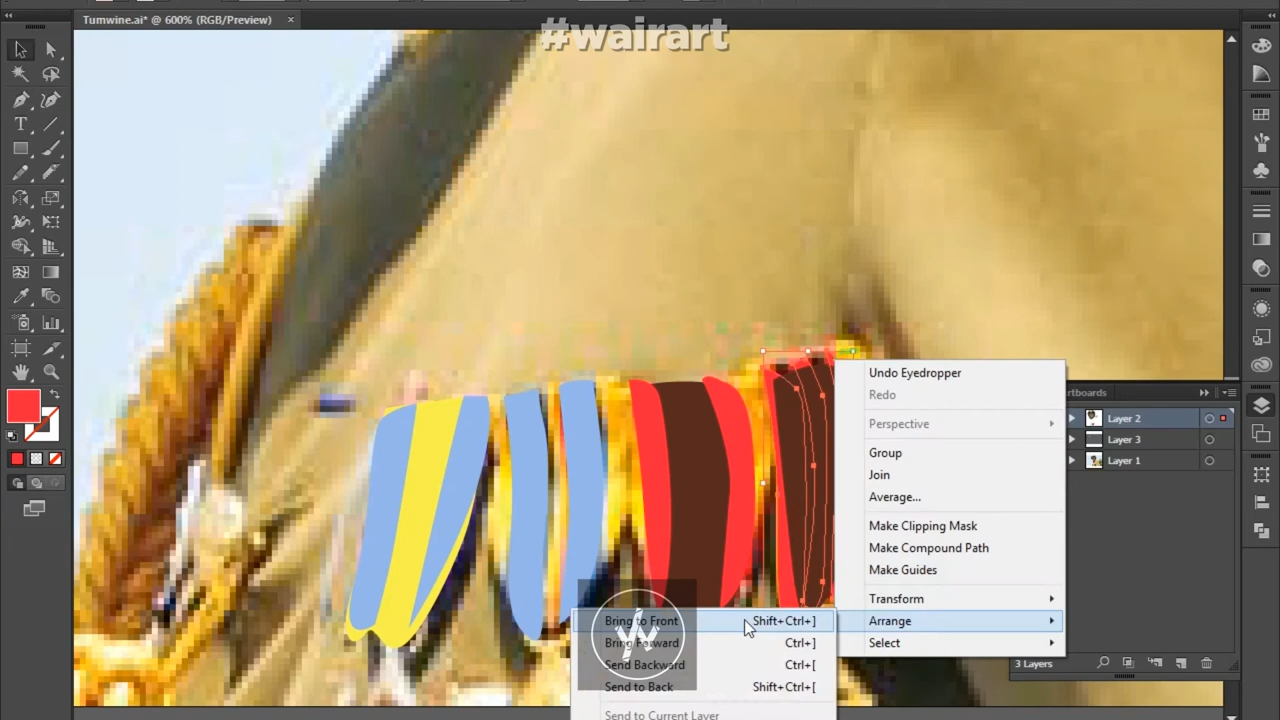 Tumwine.ai* @ 600% (RGB/Preview) ×
#wairart
Undo Eyedropper
Redo
Perspective
Group
Join
Average...
Make Clipping Mask
Make Compound Path
Make Guides
Transform
Arrange
Select
Bring to Front Shift+Ctrl+]
Bring Forward Ctrl+]
Send Backward Ctrl+[
Send to Back Shift+Ctrl+[
Send to Current Layer
rtboards
Layer 2
Layer 3
Layer 1
3 Layers